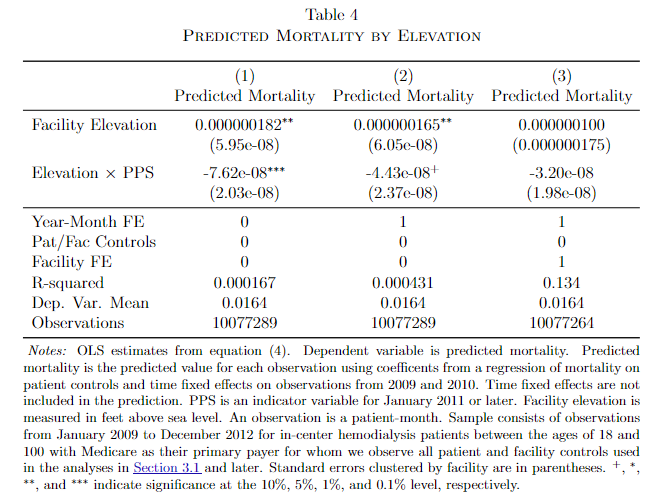 Table 4
Predicted Mortality by Elevation
(1) (2) (3)
Predicted Mortality Predicted Mortality Predicted Mortality
Facility Elevation 0.000000182** 0.000000165** 0.000000100
(5.95e-08) (6.05e-08) (0.000000175)
Elevation × PPS -7.62e-08*** -4.43e-08+ -3.20e-08
(2.03e-08) (2.37e-08) (1.98e-08)
Year-Month FE 0 1 1
Pat/Fac Controls 0 0 0
Facility FE 0 0 1
R-squared 0.000167 0.000431 0.134
Dep. Var. Mean 0.0164 0.0164 0.0164
Observations 10077289 10077289 10077264
Notes: OLS estimates from equation (4). Dependent variable is predicted mortality. Predicted
mortality is the predicted value for each observation using coefficents from a regression of mortality on
patient controls and time fixed effects on observations from 2009 and 2010. Time fixed effects are not
included in the prediction. PPS is an indicator variable for January 2011 or later. Facility elevation is
measured in feet above sea level. An observation is a patient-month. Sample consists of observations
from January 2009 to December 2012 for in-center hemodialysis patients between the ages of 18 and
100 with Medicare as their primary payer for whom we observe all patient and facility controls used
in the analyses in Section 3.1 and later. Standard errors clustered by facility are in parentheses. +, *,
**, and *** indicate significance at the 10%, 5%, 1%, and 0.1% level, respectively.